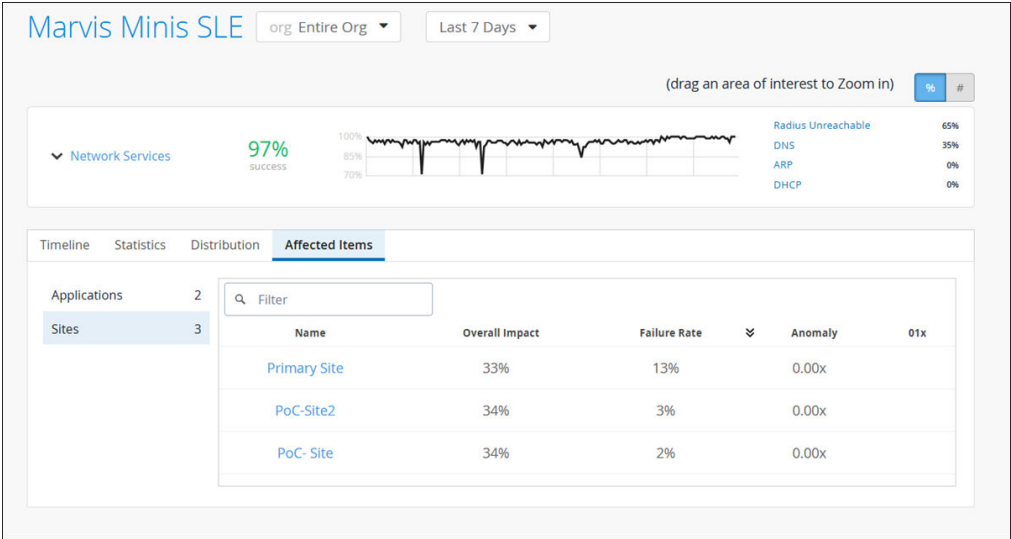 Marvis Minis SLE org Entire Org Last 7 Days
(drag an area of interest to Zoom in) % #
Network Services
97%
success
100%
85%
70%
Radius Unreachable 65%
DNS 35%
ARP 0%
DHCP 0%
Timeline Statistics Distribution Affected Items
Applications 2
Sites 3
Filter
Name Overall Impact Failure Rate Anomaly 01x
Primary Site 33% 13% 0.00x
PoC-Site2 34% 3% 0.00x
PoC- Site 34% 2% 0.00x